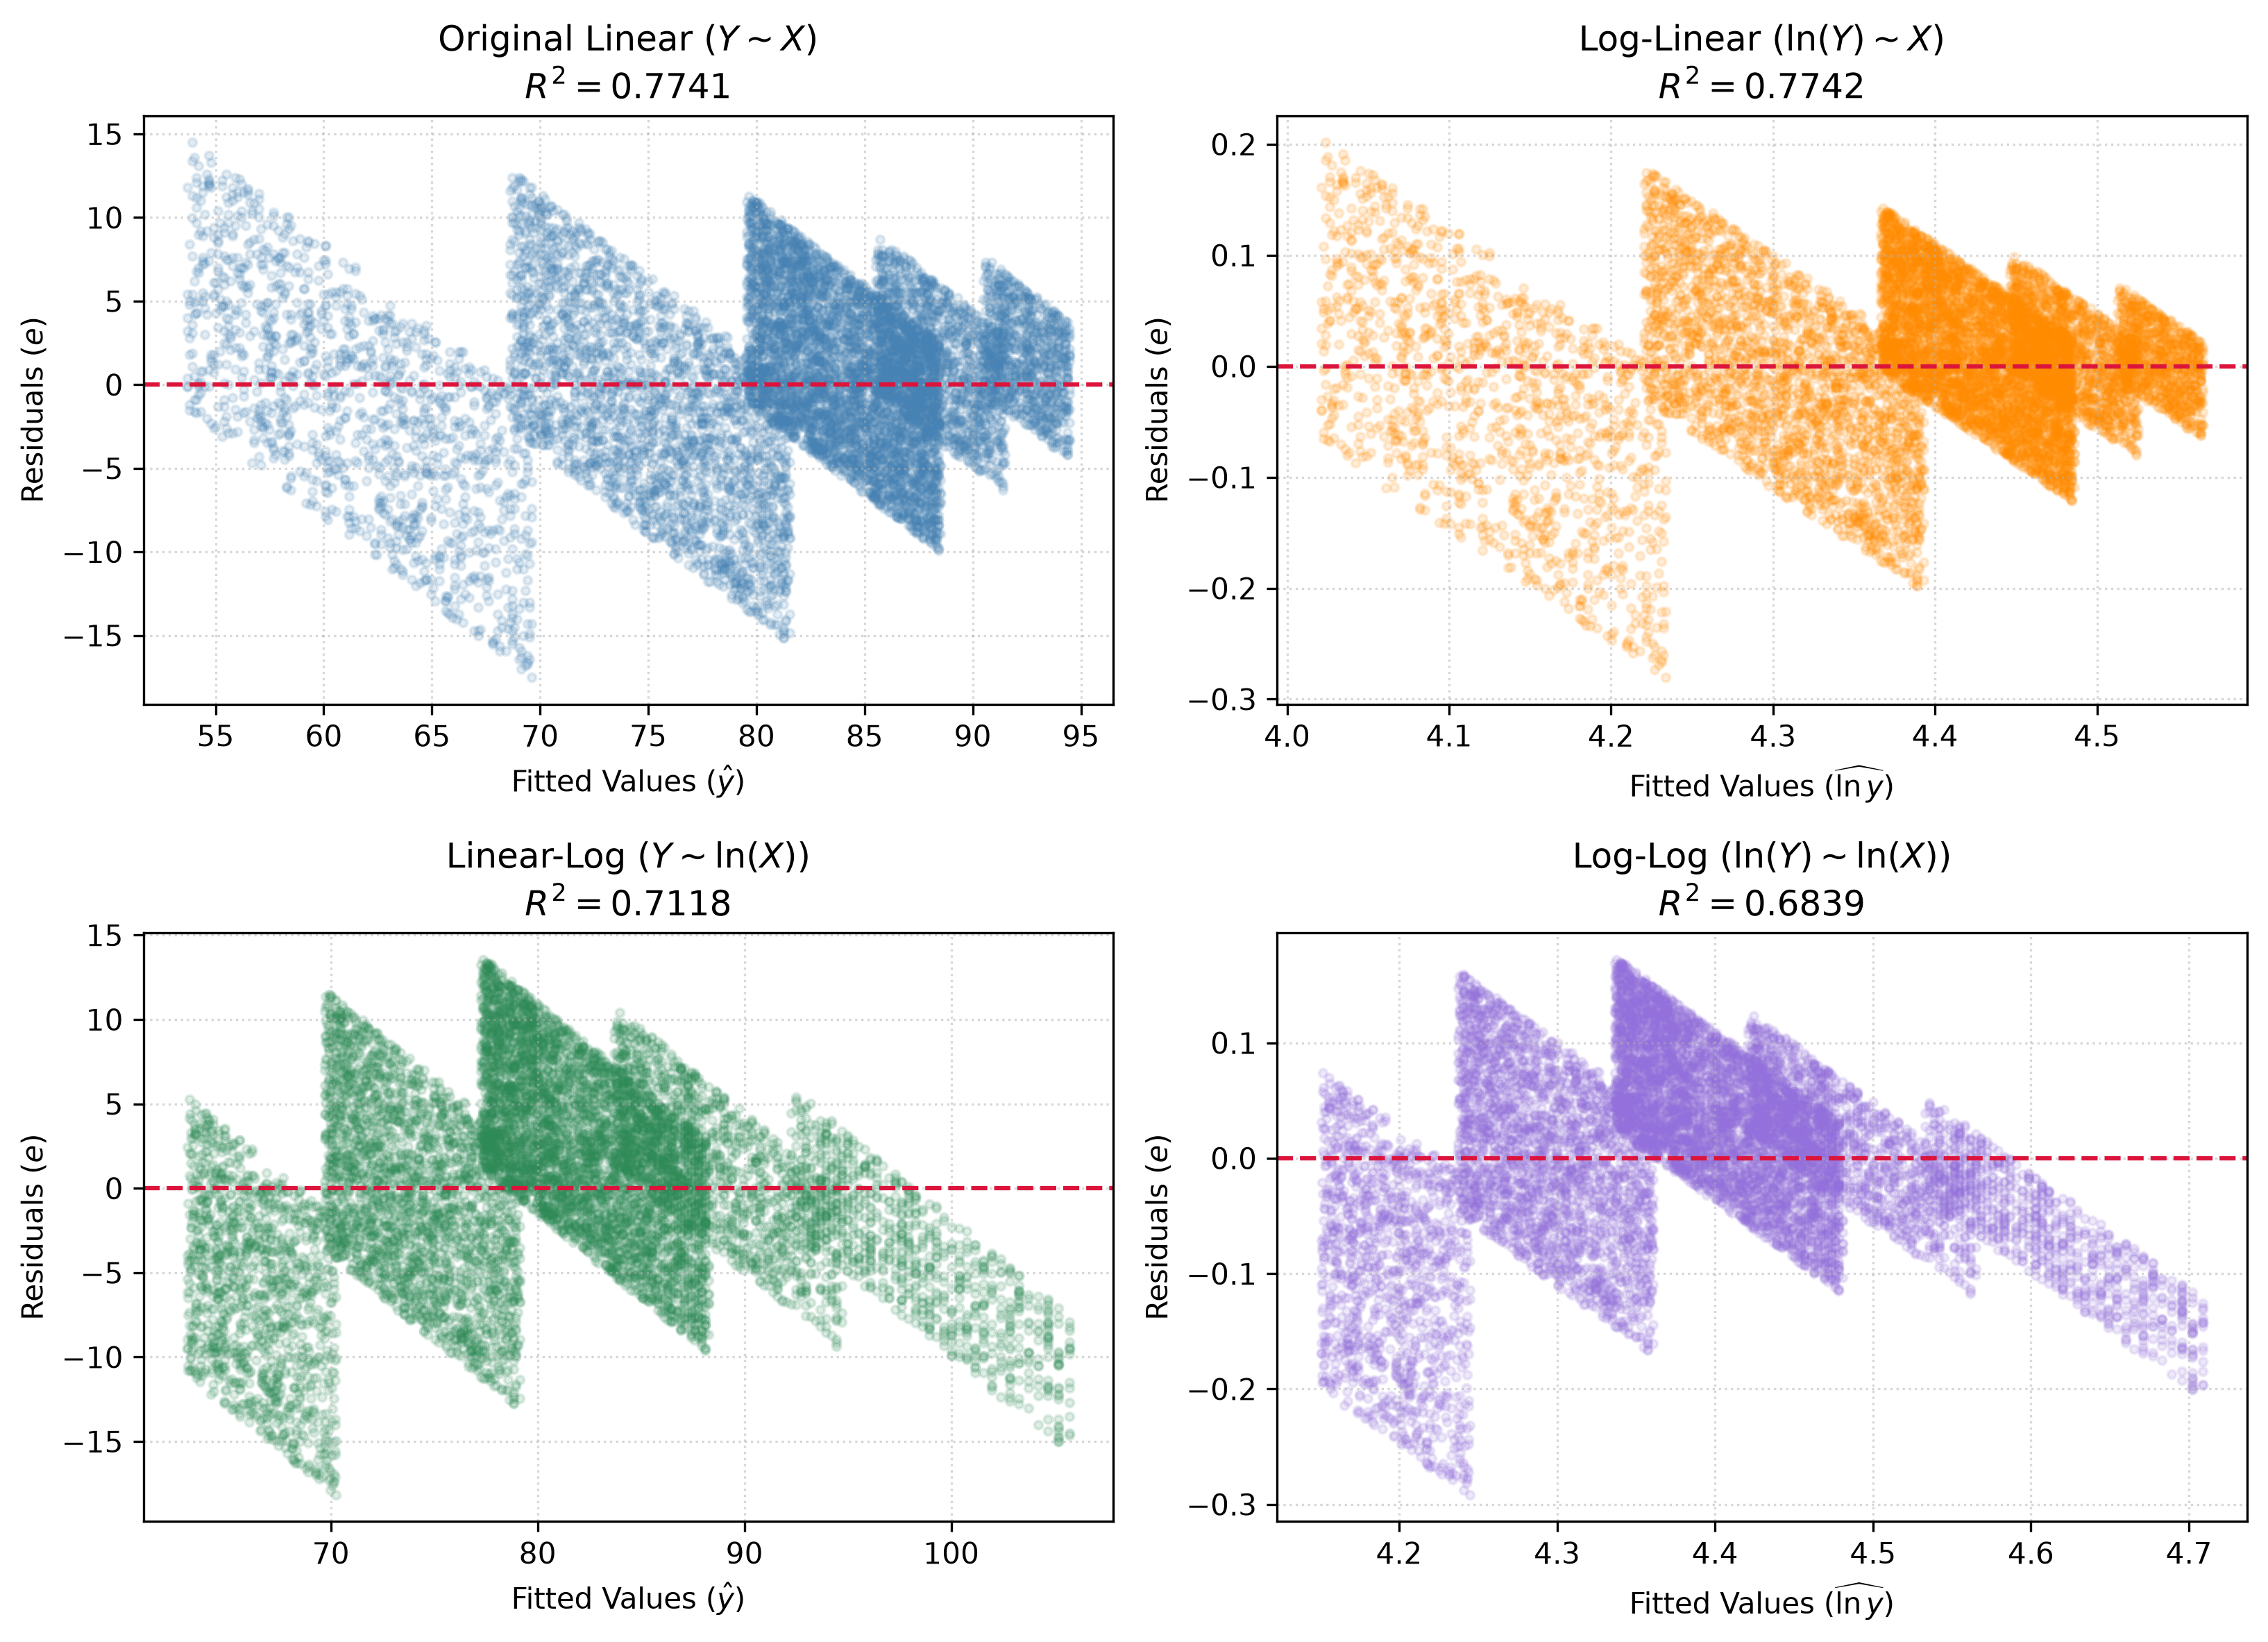 Original Linear (Y ~ X)
R² = 0.7741
15
10
5
0
−5
−10
−15
Residuals (e)
55 60 65 70 75 80 85 90 95
Fitted Values (ŷ)
Log-Linear (ln(Y) ~ X)
R² = 0.7742
0.2
0.1
0.0
−0.1
−0.2
−0.3
Residuals (e)
4.0 4.1 4.2 4.3 4.4 4.5
Fitted Values (\widehat{ln y})
Linear-Log (Y ~ ln(X))
R² = 0.7118
15
10
5
0
−5
−10
−15
Residuals (e)
70 80 90 100
Fitted Values (ŷ)
Log-Log (ln(Y) ~ ln(X))
R² = 0.6839
0.1
0.0
−0.1
−0.2
−0.3
Residuals (e)
4.2 4.3 4.4 4.5 4.6 4.7
Fitted Values (\widehat{ln y})